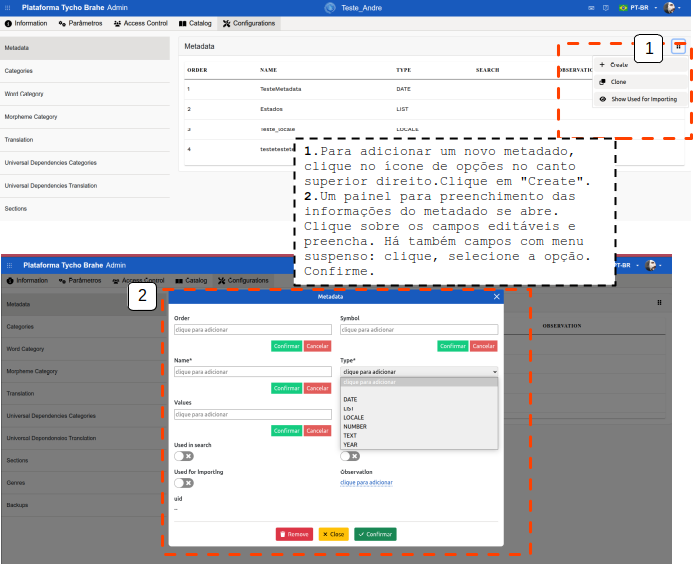 Plataforma Tycho Brahe Admin
Teste_Andre
PT-BR
Information Parâmetros Access Control Catalog Configurations
Metadata
Categories
Word Category
Morpheme Category
Translation
Universal Dependencies Categories
Universal Dependencies Translation
Sections
Metadata
ORDER NAME TYPE SEARCH OBSERVATION
1 TesteMetadata DATE
2 Estados LIST
3 Teste_locale LOCALE
4 testetesteteste
1
Create
Clone
Show Used for Importing
1.Para adicionar um novo metadado,
clique no ícone de opções no canto
superior direito.Clique em "Create".
2.Um painel para preenchimento das
informações do metadado se abre.
Clique sobre os campos editáveis e
preencha. Há também campos com menu
suspenso: clique, selecione a opção.
Confirme.
Plataforma Tycho Brahe Admin
PT-BR
Information Parâmetros Access Control Catalog Configurations
2
Metadata
Categories
Word Category
Morpheme Category
Translation
Universal Dependencies Categories
Universal Dependencies Translation
Sections
Genres
Backups
OBSERVATION
Metadata
Order
clique para adicionar
Confirmar Cancelar
Symbol
clique para adicionar
Confirmar Cancelar
Name*
clique para adicionar
Confirmar Cancelar
Type*
clique para adicionar
clique para adicionar
DATE
LIST
LOCALE
NUMBER
TEXT
YEAR
Values
clique para adicionar
Confirmar Cancelar
Used in search
Used for Importing
Observation
clique para adicionar
uid
--
Remove Close Confirmar